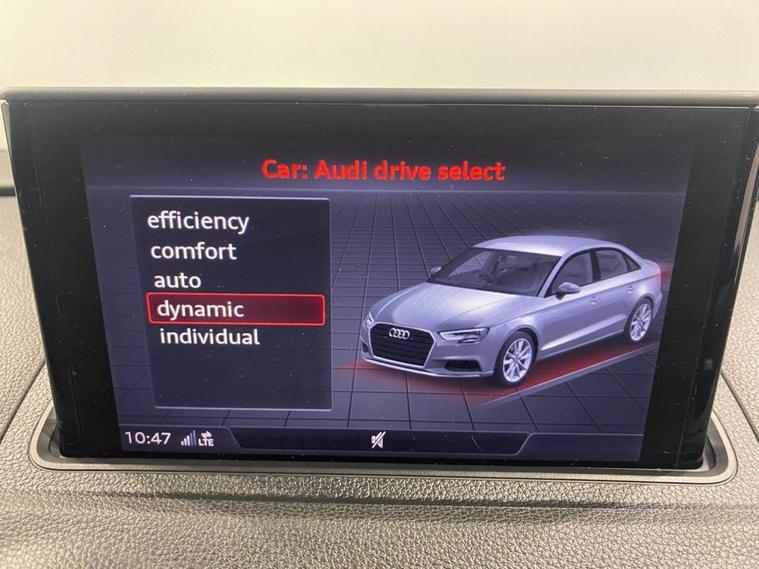 Car: Audi drive select
efficiency
comfort
auto
dynamic
individual
10:47 LTE